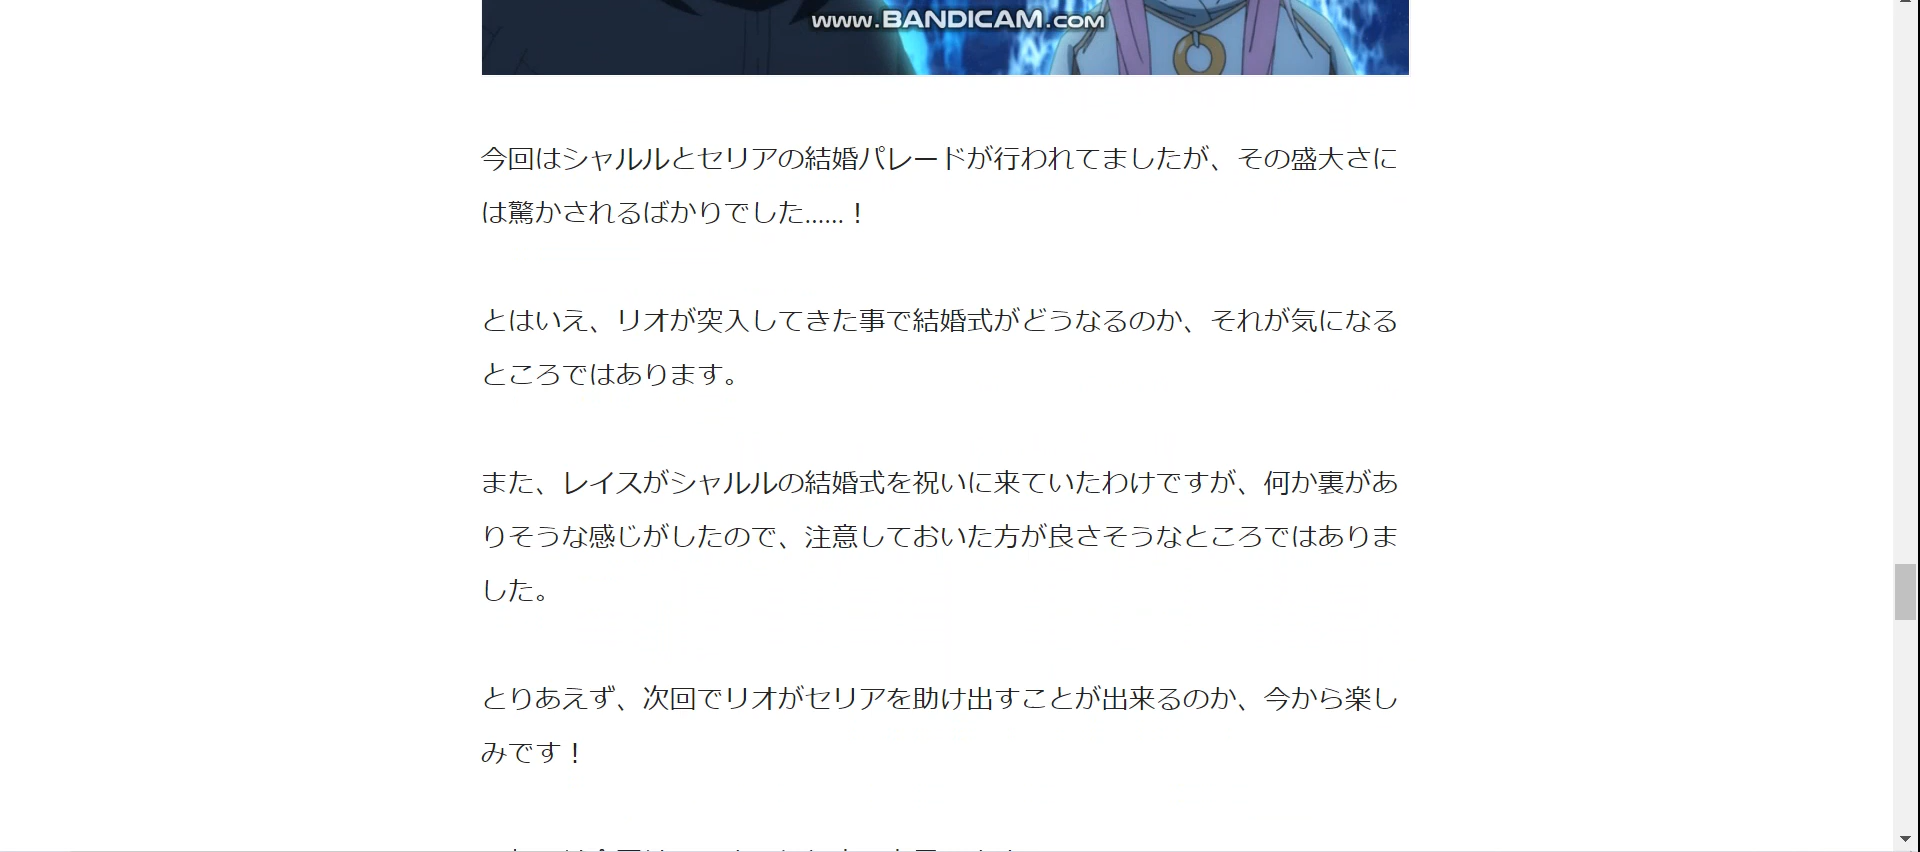 www.BANDICAM.com
今回はシャルルとセリアの結婚パレードが行われてましたが、その盛大さに
は驚かされるばかりでした……！
とはいえ、リオが突入してきた事で結婚式がどうなるのか、それが気になる
ところではあります。
また、レイスがシャルルの結婚式を祝いに来ていたわけですが、何か裏があ
りそうな感じがしたので、注意しておいた方が良さそうなところではありま
した。
とりあえず、次回でリオがセリアを助け出すことが出来るのか、今から楽し
みです！